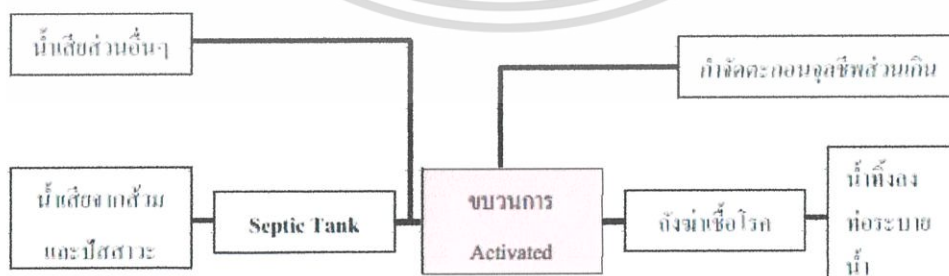 น้ำเสียส่วนอื่นๆ
กำจัดตะกอนจุลชีพส่วนเกิน
น้ำเสียจากส้วม
และปัสสาวะ
Septic Tank
ขบวนการ
Activated
ถังฆ่าเชื้อโรค
น้ำทิ้งลง
ท่อระบาย
น้ำ